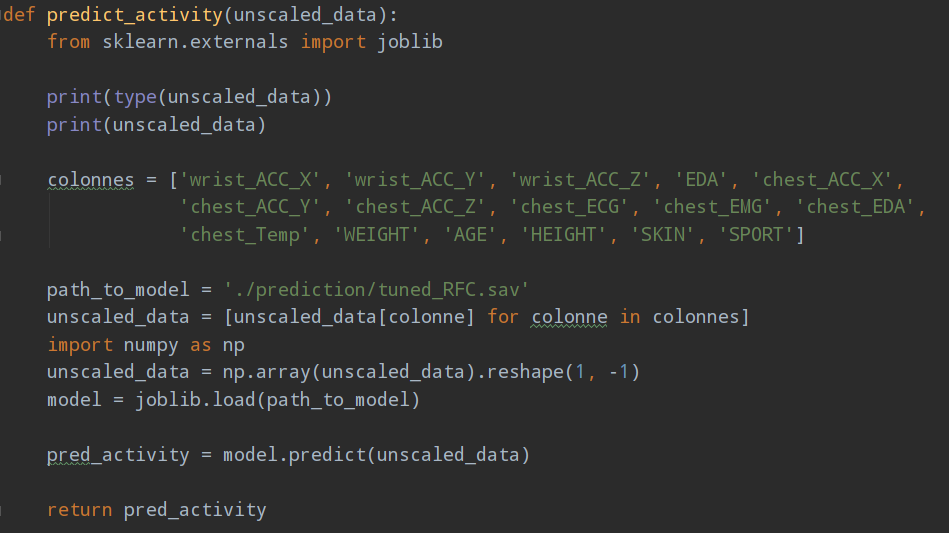 def predict_activity(unscaled_data):
from sklearn.externals import joblib
print(type(unscaled_data))
print(unscaled_data)
colonnes = ['wrist_ACC_X', 'wrist_ACC_Y', 'wrist_ACC_Z', 'EDA', 'chest_ACC_X',
'chest_ACC_Y', 'chest_ACC_Z', 'chest_ECG', 'chest_EMG', 'chest_EDA',
'chest_Temp', 'WEIGHT', 'AGE', 'HEIGHT', 'SKIN', 'SPORT']
path_to_model = './prediction/tuned_RFC.sav'
unscaled_data = [unscaled_data[colonne] for colonne in colonnes]
import numpy as np
unscaled_data = np.array(unscaled_data).reshape(1, -1)
model = joblib.load(path_to_model)
pred_activity = model.predict(unscaled_data)
return pred_activity